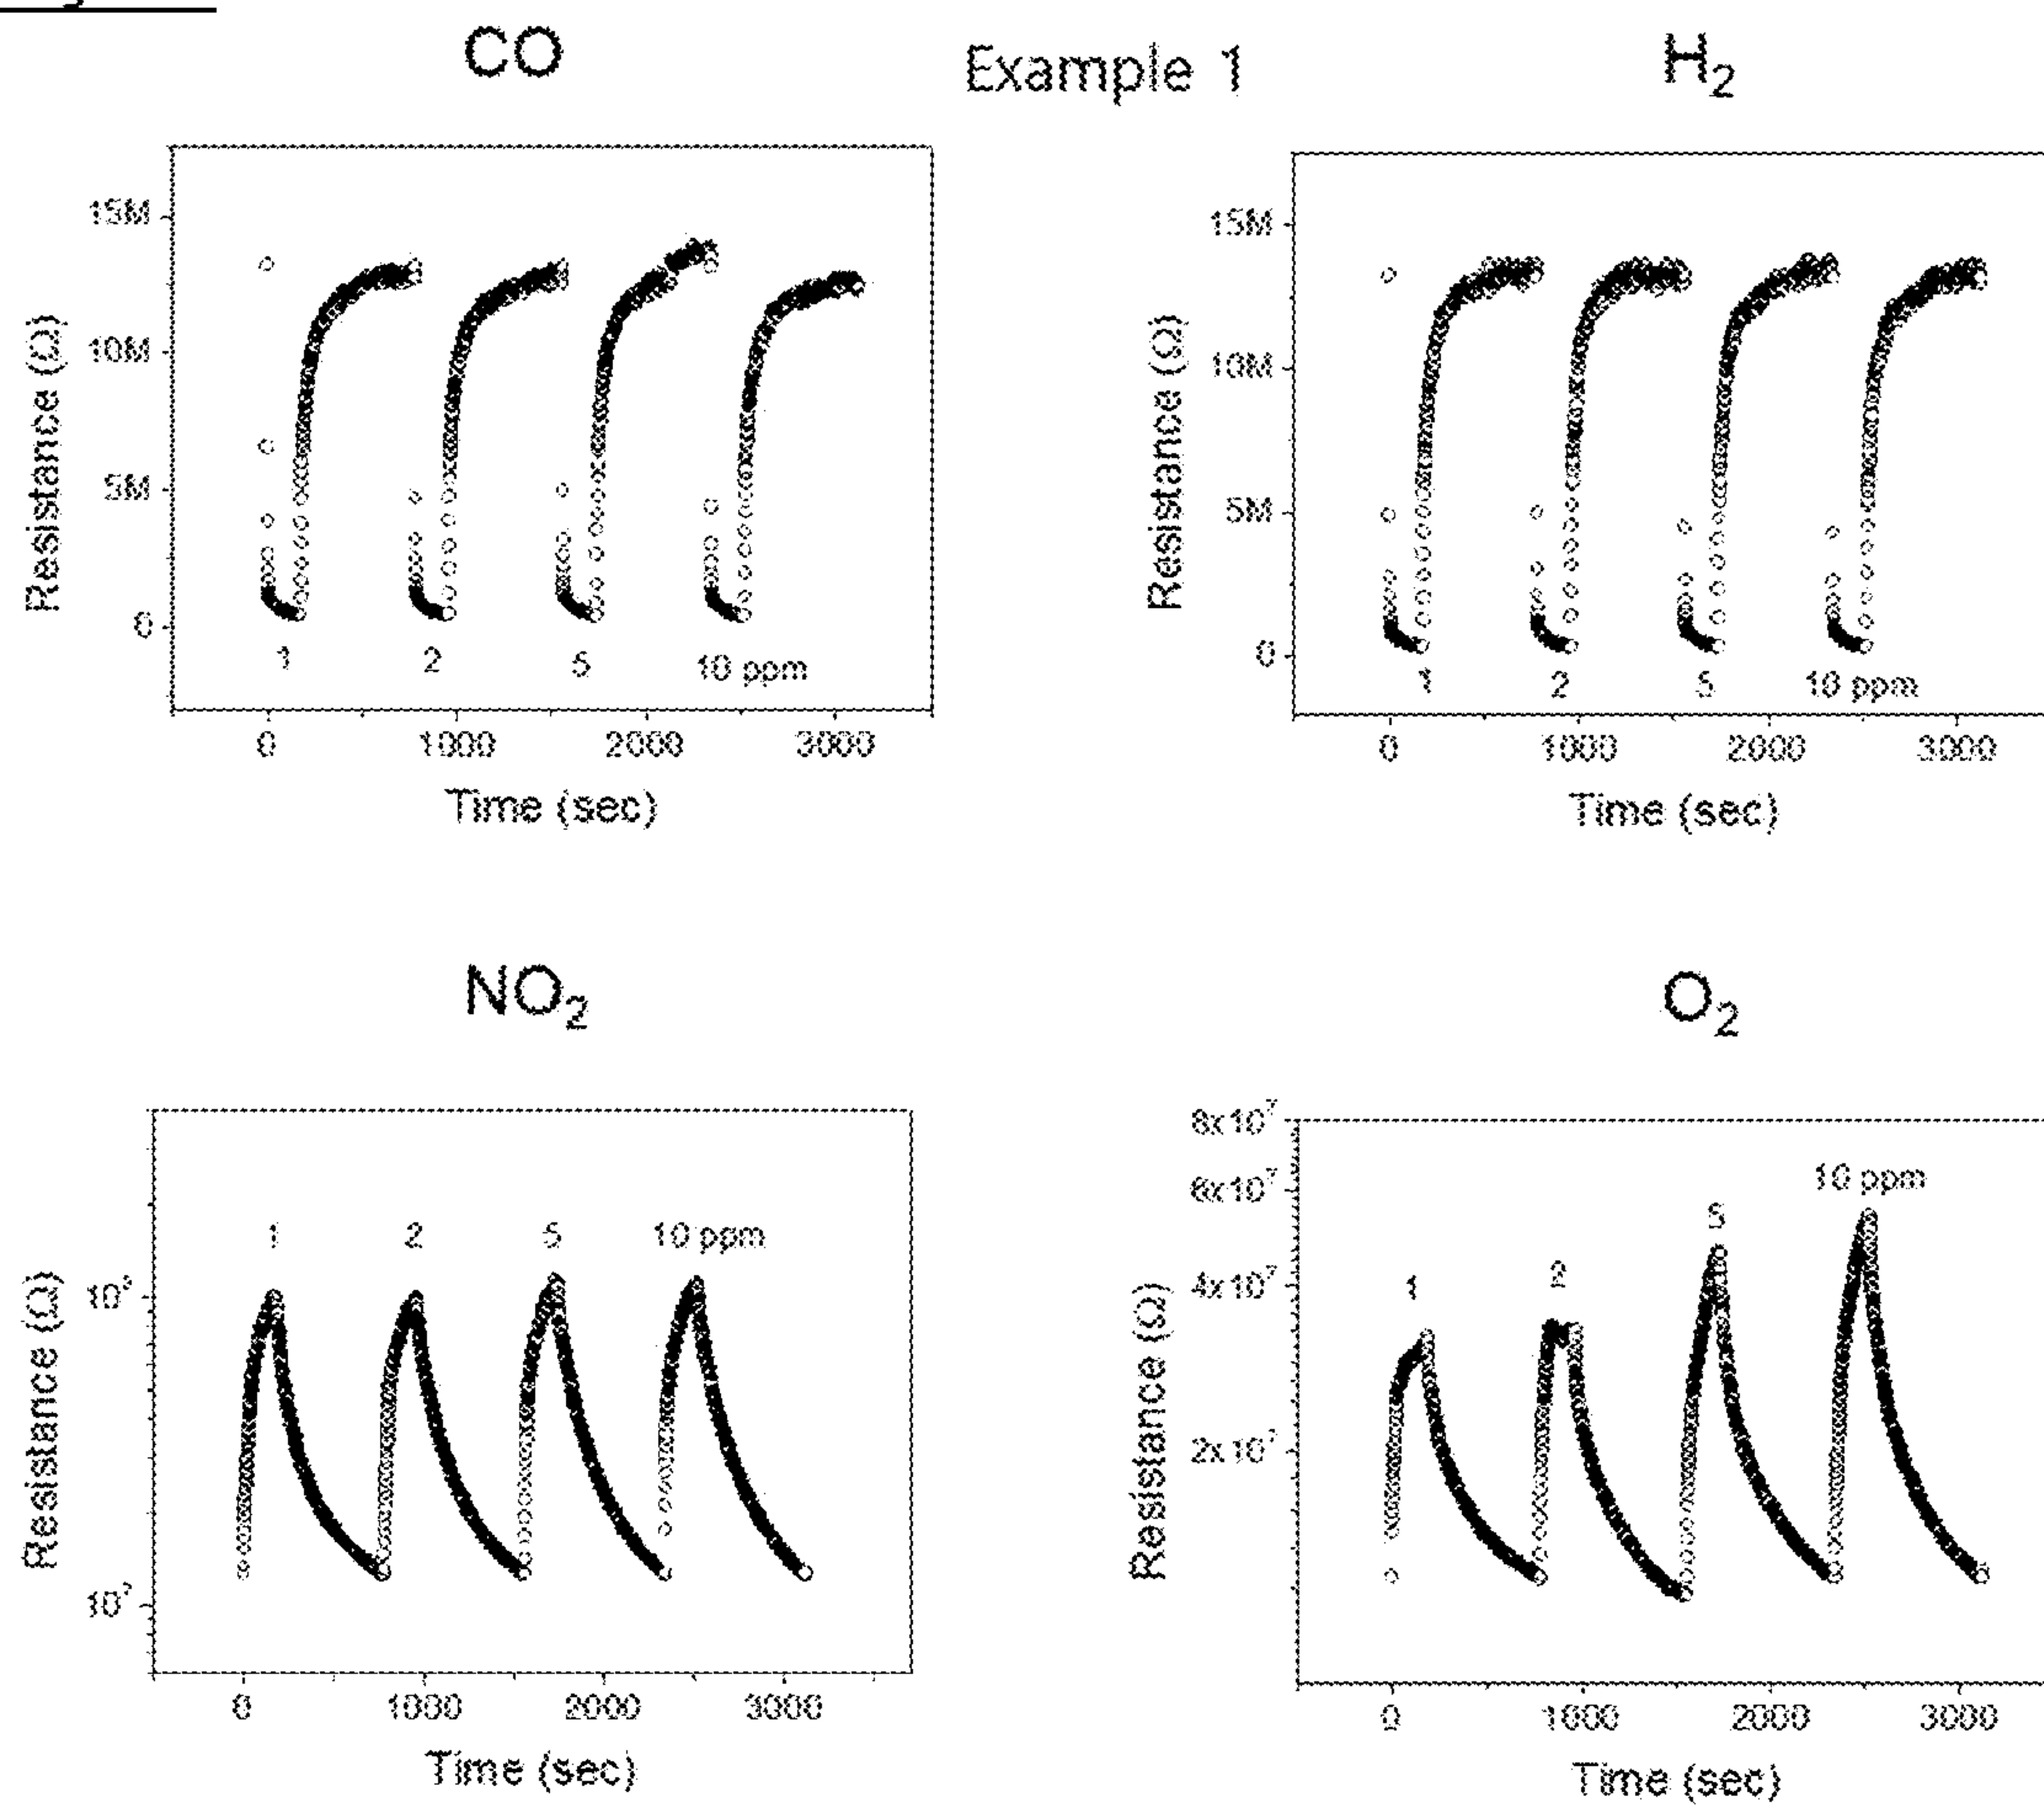 CO
Example 1
H2
15M
10M
5M
0
Resistance (Ω)
1
2
5
10 ppm
0
1000
2000
3000
Time (sec)
15M
10M
5M
0
Resistance (Ω)
1
2
5
10 ppm
0
1000
2000
3000
Time (sec)
NO2
O2
Resistance (Ω)
1
2
5
10 ppm
10⁷
0
1000
2000
3000
Time (sec)
8x10⁷
6x10⁷
4x10⁷
2x10⁷
Resistance (Ω)
1
2
5
10 ppm
0
1000
2000
3000
Time (sec)